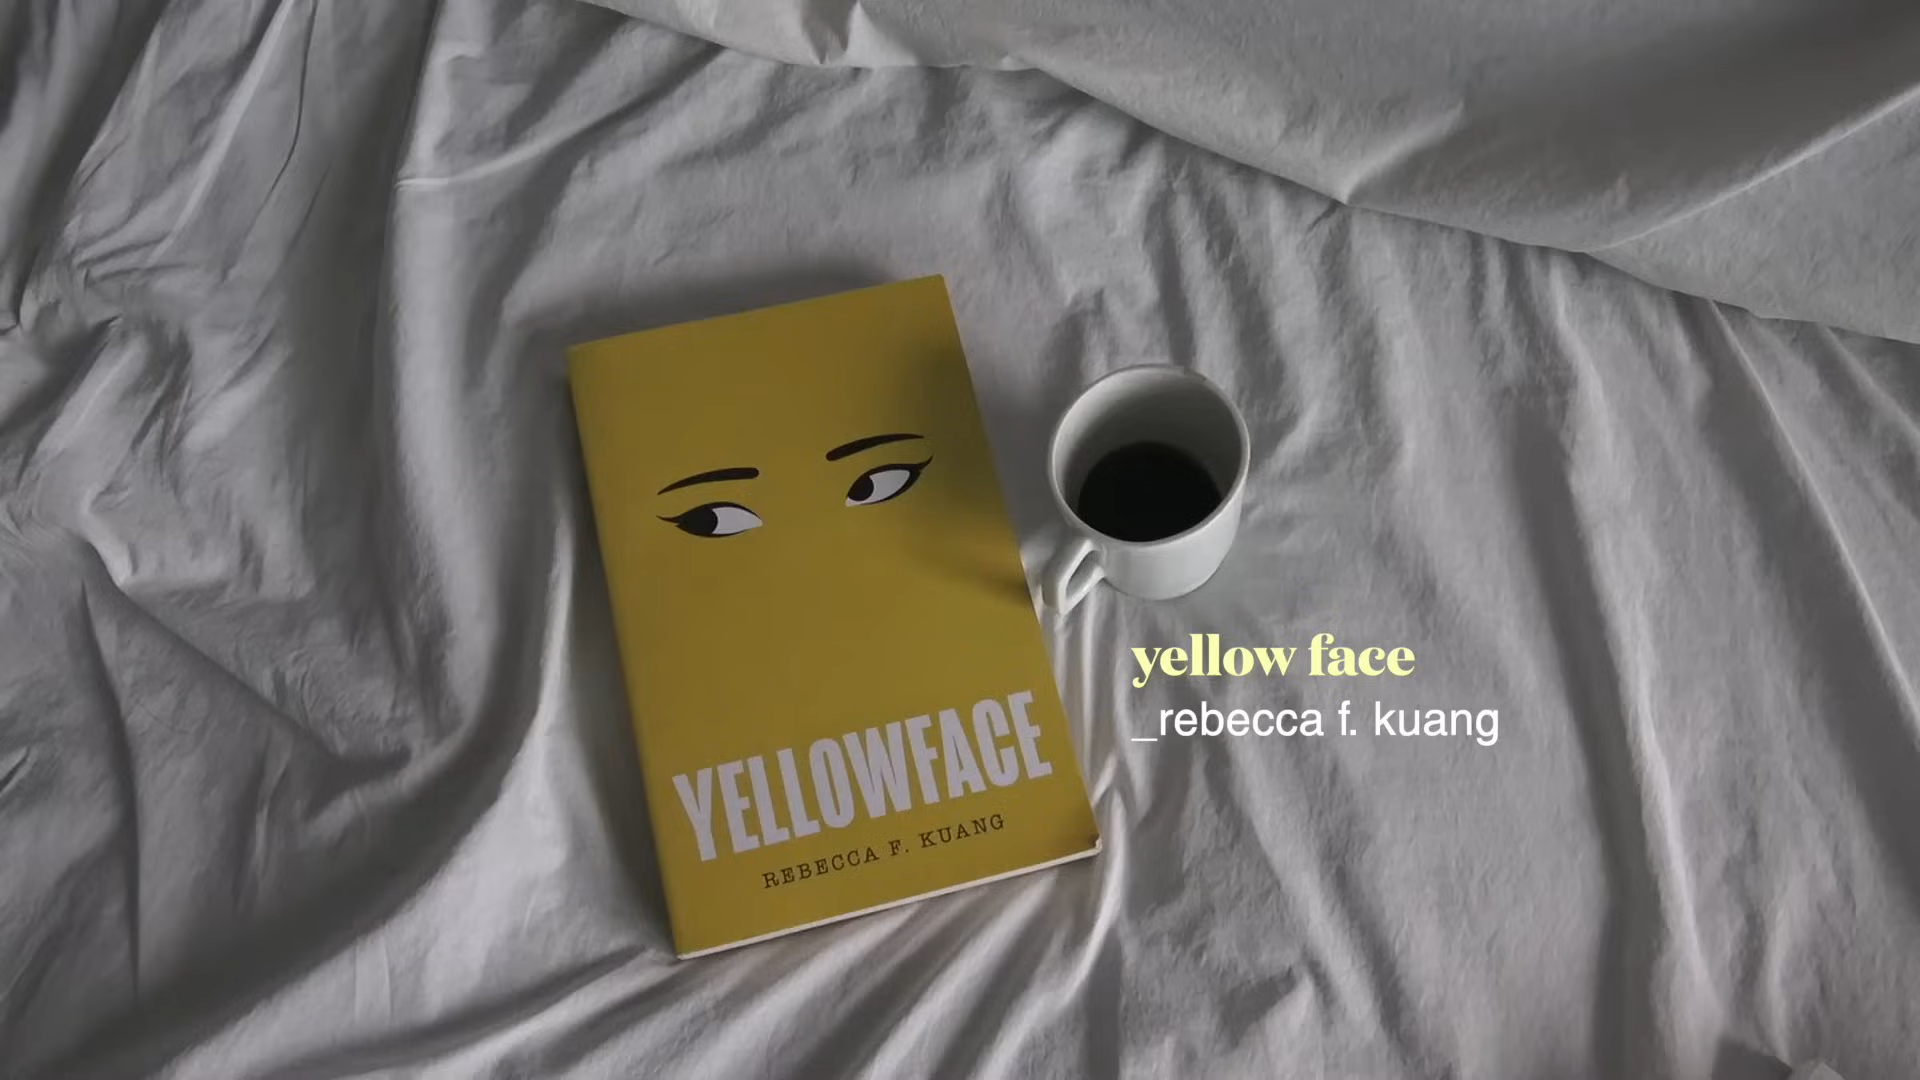 YELLOWFACE
REBECCA F. KUANG
yellow face
_rebecca f. kuang